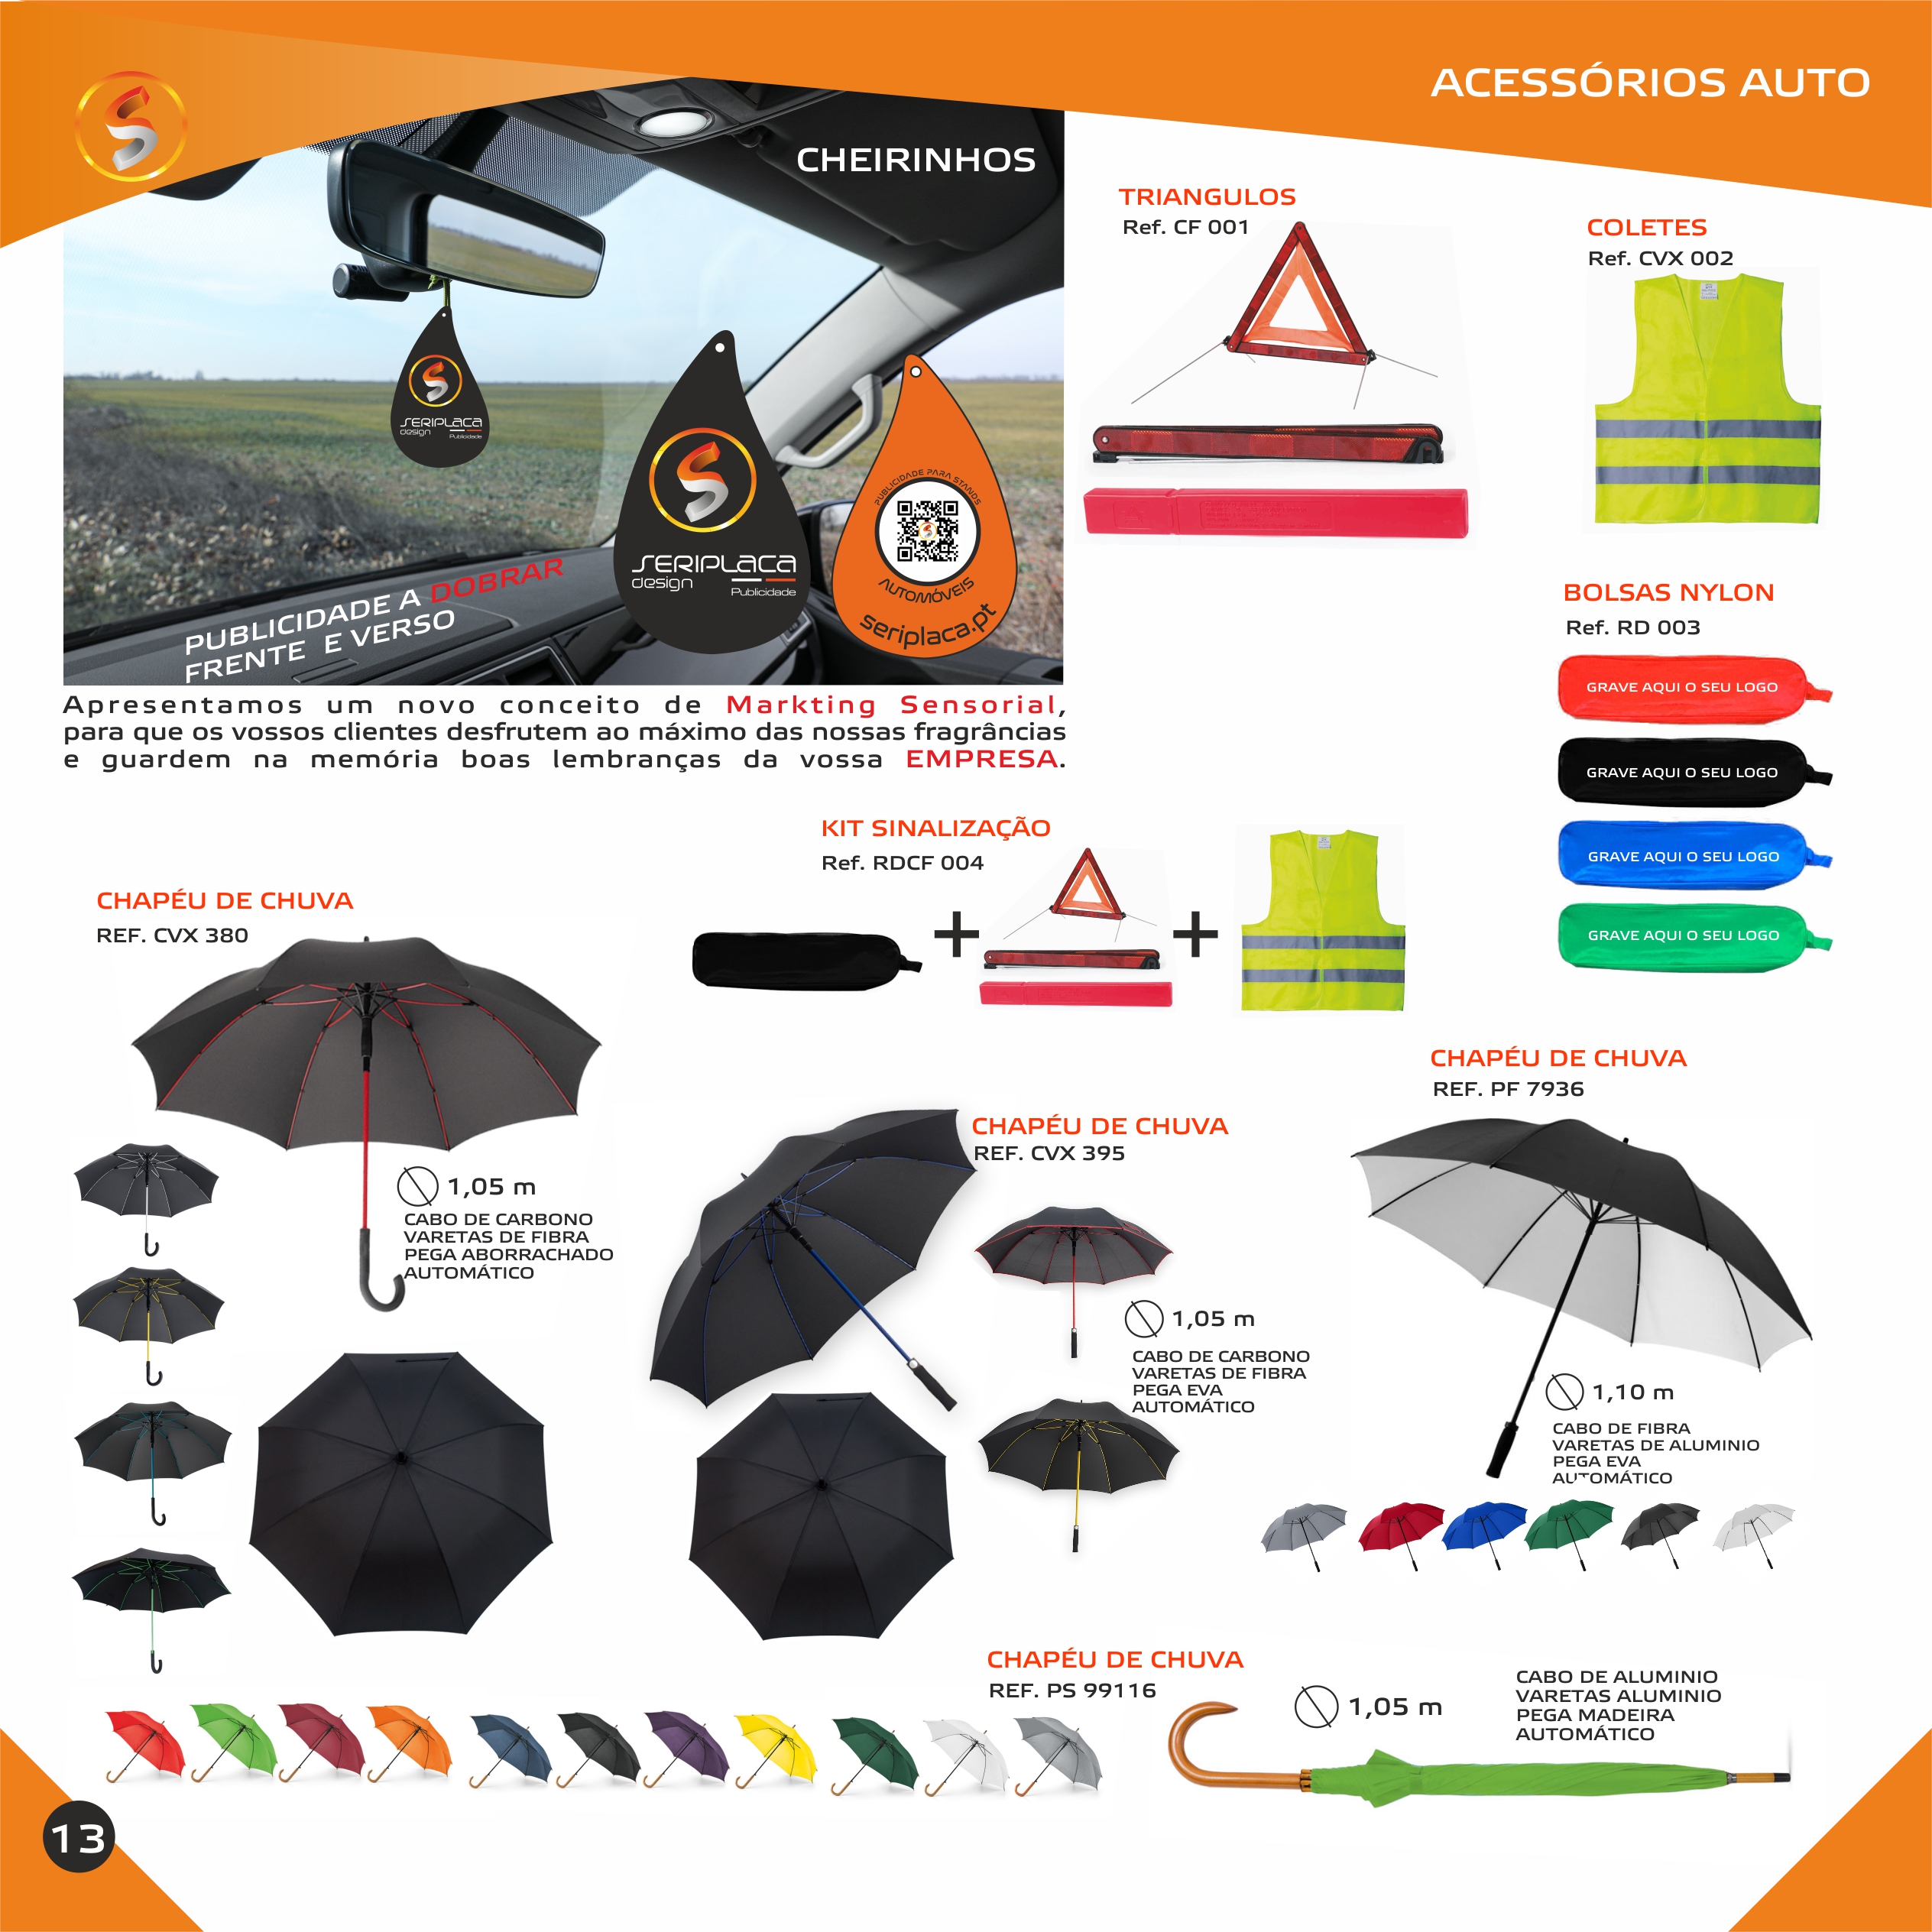 ACESSÓRIOS AUTO
CHEIRINHOS
SERIPLACA
design
Publicidade
SERIPLACA
design
Publicidade
PUBLICIDADE PARA STANDS
AUTOMÓVEIS
seriplaca.pt
PUBLICIDADE A DOBRAR
FRENTE E VERSO
Apresentamos um novo conceito de Markting Sensorial,
para que os vossos clientes desfrutem ao máximo das nossas fragrâncias
e guardem na memória boas lembranças da vossa EMPRESA.
TRIANGULOS
Ref. CF 001
COLETES
Ref. CVX 002
BOLSAS NYLON
Ref. RD 003
GRAVE AQUI O SEU LOGO
GRAVE AQUI O SEU LOGO
GRAVE AQUI O SEU LOGO
GRAVE AQUI O SEU LOGO
KIT SINALIZAÇÃO
Ref. RDCF 004
+
+
CHAPÉU DE CHUVA
REF. CVX 380
1,05 m
CABO DE CARBONO
VARETAS DE FIBRA
PEGA ABORRACHADO
AUTOMÁTICO
CHAPÉU DE CHUVA
REF. CVX 395
1,05 m
CABO DE CARBONO
VARETAS DE FIBRA
PEGA EVA
AUTOMÁTICO
CHAPÉU DE CHUVA
REF. PF 7936
1,10 m
CABO DE FIBRA
VARETAS DE ALUMINIO
PEGA EVA
AUTOMÁTICO
CHAPÉU DE CHUVA
REF. PS 99116
1,05 m
CABO DE ALUMINIO
VARETAS ALUMINIO
PEGA MADEIRA
AUTOMÁTICO
13